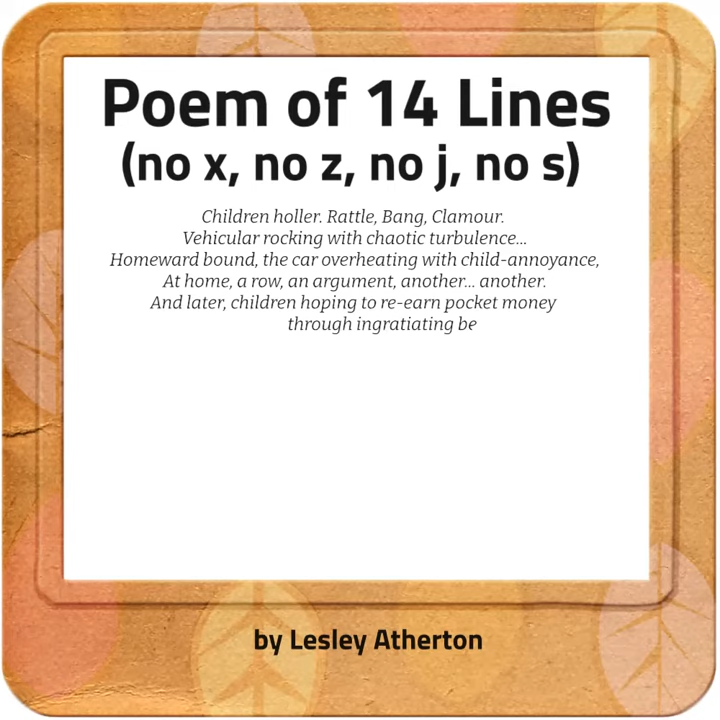 Poem of 14 Lines
(no x, no z, no j, no s)
Children holler. Rattle, Bang, Clamour.
Vehicular rocking with chaotic turbulence...
Homeward bound, the car overheating with child-annoyance,
At home, a row, an argument, another... another.
And later, children hoping to re-earn pocket money
through ingratiating be
by Lesley Atherton